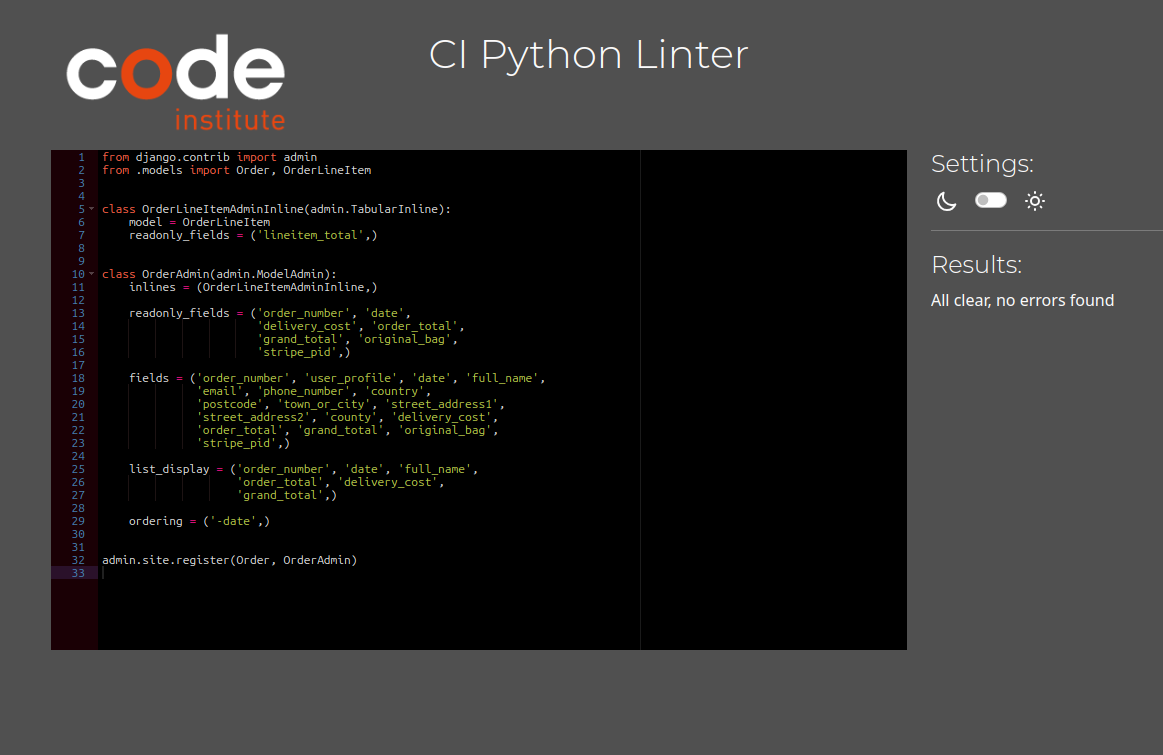 code
institute
CI Python Linter
1 from django.contrib import admin
2 from .models import Order, OrderLineItem
3
4
5 class OrderLineItemAdminInline(admin.TabularInline):
6     model = OrderLineItem
7     readonly_fields = ('lineitem_total',)
8
9
10 class OrderAdmin(admin.ModelAdmin):
11     inlines = (OrderLineItemAdminInline,)
12
13     readonly_fields = ('order_number', 'date',
14                        'delivery_cost', 'order_total',
15                        'grand_total', 'original_bag',
16                        'stripe_pid',)
17
18     fields = ('order_number', 'user_profile', 'date', 'full_name',
19               'email', 'phone_number', 'country',
20               'postcode', 'town_or_city', 'street_address1',
21               'street_address2', 'county', 'delivery_cost',
22               'order_total', 'grand_total', 'original_bag',
23               'stripe_pid',)
24
25     list_display = ('order_number', 'date', 'full_name',
26                     'order_total', 'delivery_cost',
27                     'grand_total',)
28
29     ordering = ('-date',)
30
31
32 admin.site.register(Order, OrderAdmin)
33
Settings:
Results:
All clear, no errors found